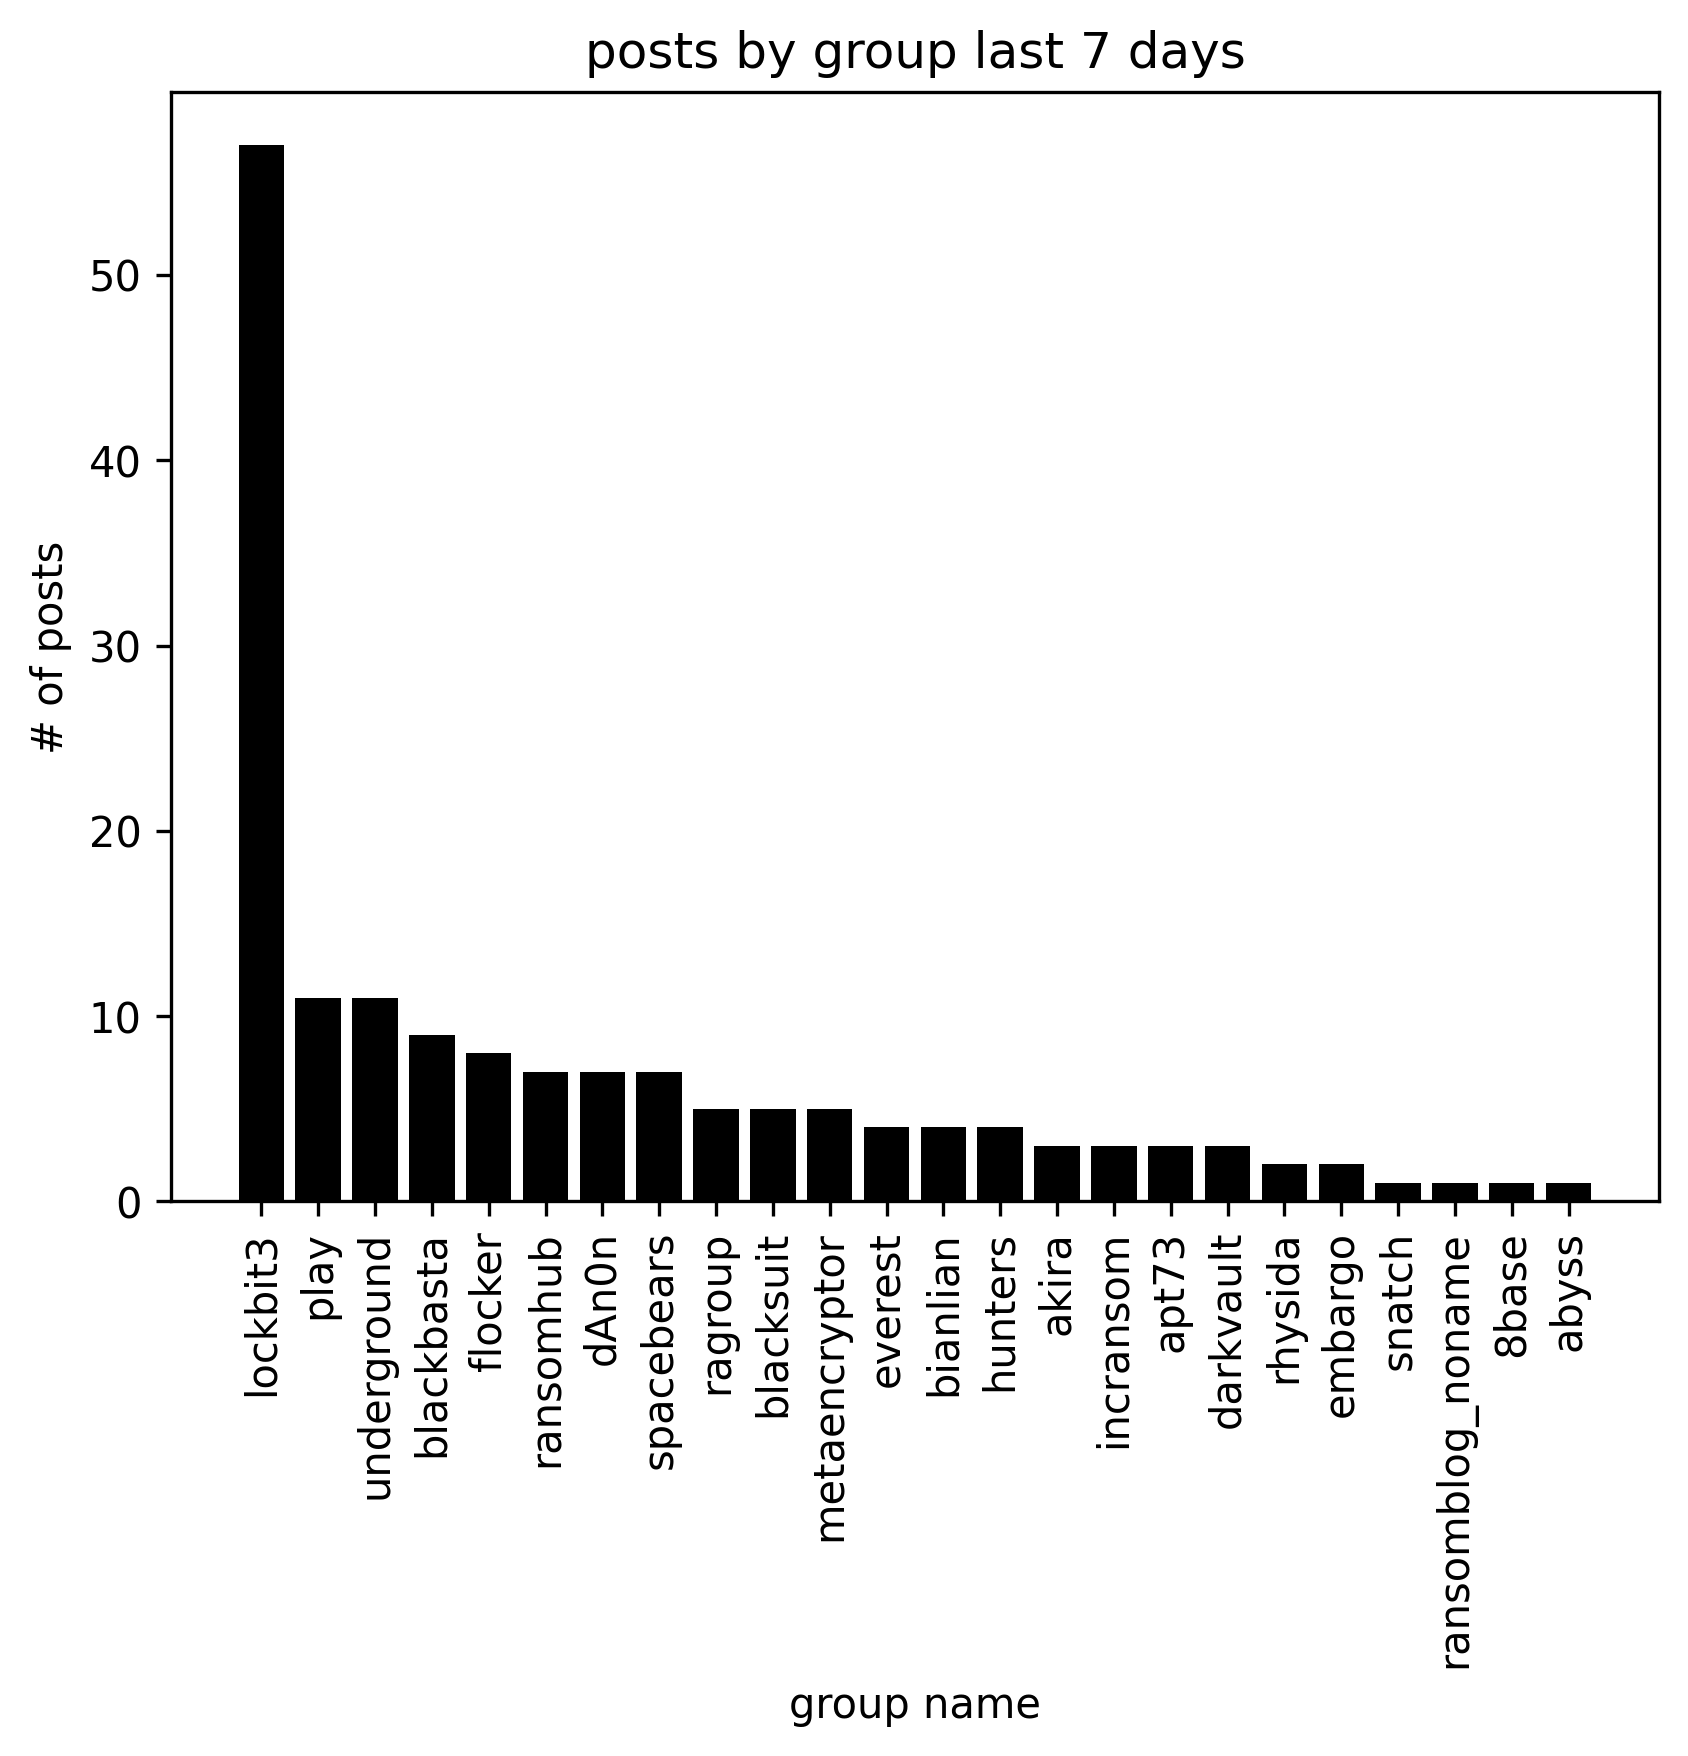 posts by group last 7 days
# of posts
50
40
30
20
10
0
lockbit3
play
underground
blackbasta
flocker
ransomhub
dAn0n
spacebears
ragroup
blacksuit
metaencryptor
everest
bianlian
hunters
akira
incransom
apt73
darkvault
rhysida
embargo
snatch
ransomblog_noname
8base
abyss
group name